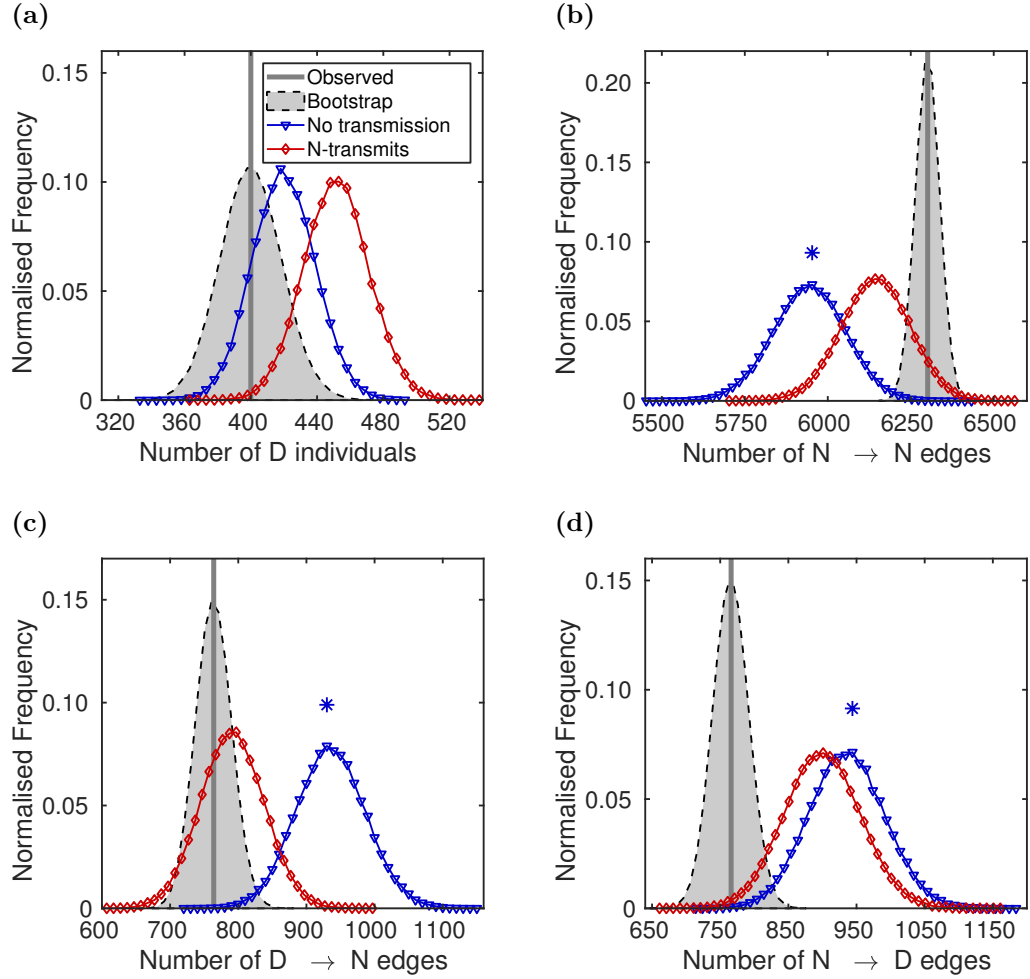 (a)
Normalised Frequency
0.15
0.10
0.05
0
Observed
Bootstrap
No transmission
N-transmits
320 360 400 440 480 520
Number of D individuals
(b)
Normalised Frequency
0.20
0.15
0.10
0.05
0
*
5500 5750 6000 6250 6500
Number of N → N edges
(c)
Normalised Frequency
0.15
0.10
0.05
0
*
600 700 800 900 1000 1100
Number of D → N edges
(d)
Normalised Frequency
0.15
0.10
0.05
0
*
650 750 850 950 1050 1150
Number of N → D edges